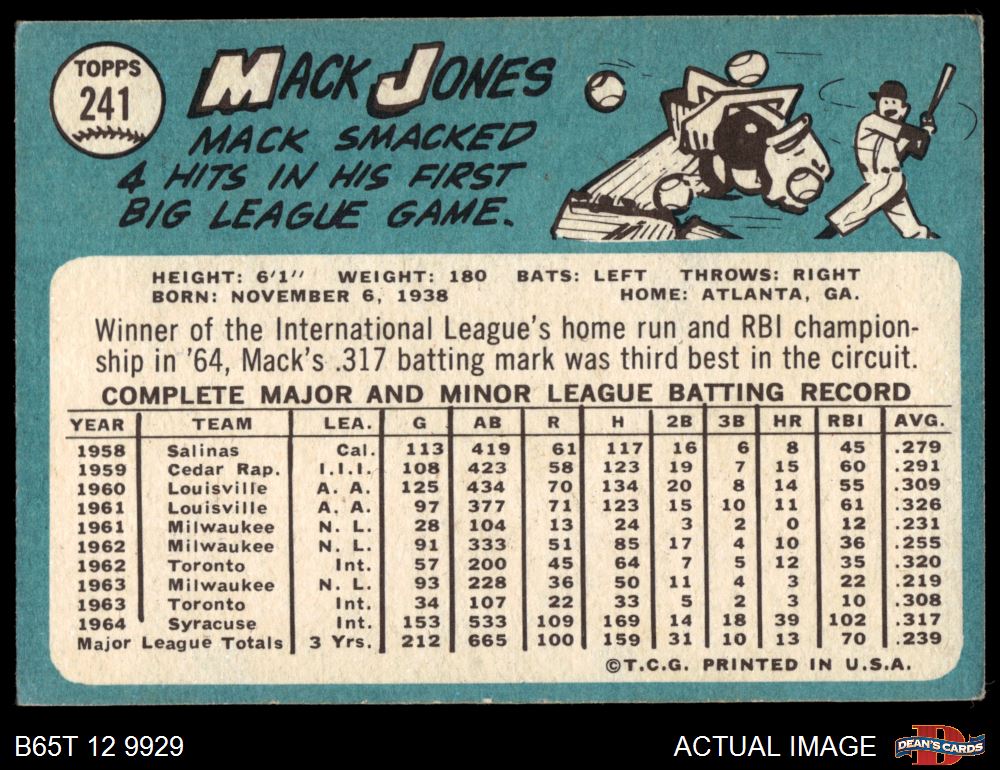 TOPPS
241
MACK JONES
MACK SMACKED
4 HITS IN HIS FIRST
BIG LEAGUE GAME.
HEIGHT: 6'1" WEIGHT: 180 BATS: LEFT THROWS: RIGHT
BORN: NOVEMBER 6, 1938 HOME: ATLANTA, GA.
Winner of the International League's home run and RBI champion-
ship in '64, Mack's .317 batting mark was third best in the circuit.
COMPLETE MAJOR AND MINOR LEAGUE BATTING RECORD
YEAR TEAM LEA. G AB R H 2B 3B HR RBI AVG.
1958 Salinas Cal. 113 419 61 117 16 6 8 45 .279
1959 Cedar Rap. I.I.I. 108 423 58 123 19 7 15 60 .291
1960 Louisville A. A. 125 434 70 134 20 8 14 55 .309
1961 Louisville A. A. 97 377 71 123 15 10 11 61 .326
1961 Milwaukee N. L. 28 104 13 24 3 2 0 12 .231
1962 Milwaukee N. L. 91 333 51 85 17 4 10 36 .255
1962 Toronto Int. 57 200 45 64 7 5 12 35 .320
1963 Milwaukee N. L. 93 228 36 50 11 4 3 22 .219
1963 Toronto Int. 34 107 22 33 5 2 3 10 .308
1964 Syracuse Int. 153 533 109 169 14 18 39 102 .317
Major League Totals 3 Yrs. 212 665 100 159 31 10 13 70 .239
©T.C.G. PRINTED IN U.S.A.
B65T 12 9929 ACTUAL IMAGE DEAN'S CARDS